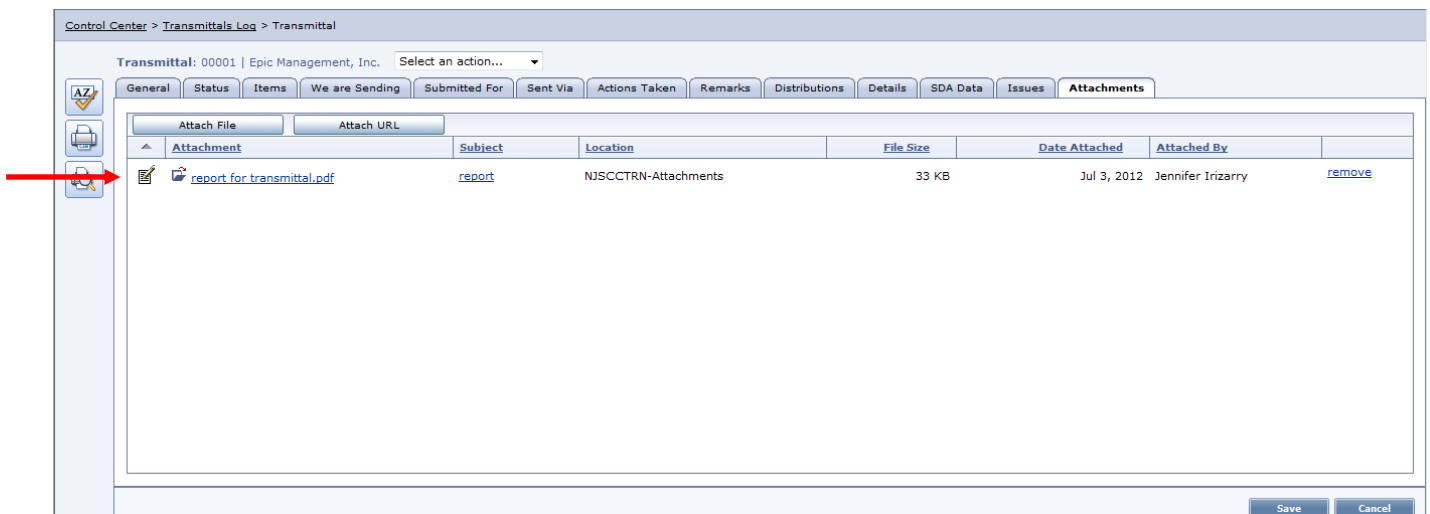 Control Center > Transmittals Log > Transmittal
Transmittal: 00001 | Epic Management, Inc. Select an action...
General Status Items We are Sending Submitted For Sent Via Actions Taken Remarks Distributions Details SDA Data Issues Attachments
AZ
Attach File Attach URL
Attachment Subject Location File Size Date Attached Attached By
report for transmittal.pdf report NJSCCTRN-Attachments 33 KB Jul 3, 2012 Jennifer Irizarry remove
Save Cancel